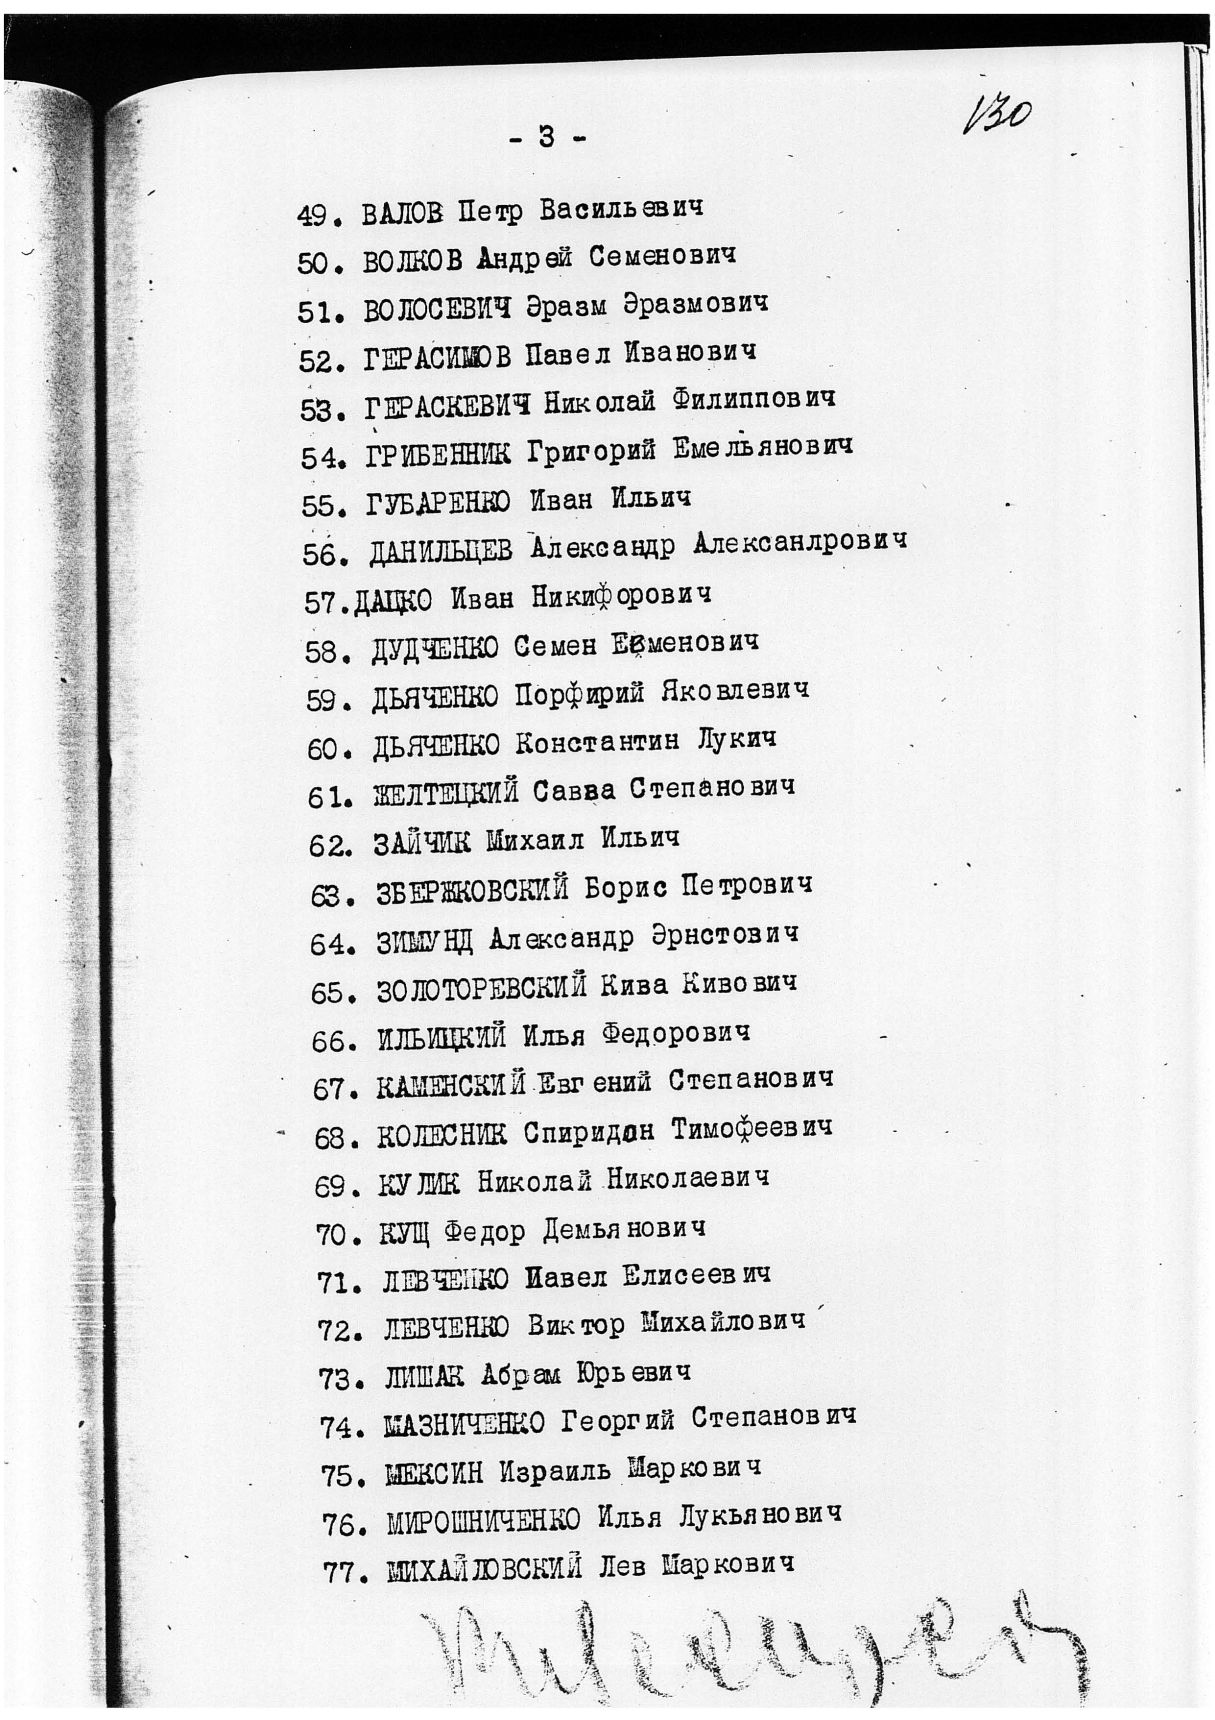 130
- 3 -
49. ВАЛОВ Петр Васильевич
50. ВОЛКОВ Андрей Семенович
51. ВОЛОСЕВИЧ Эразм Эразмович
52. ГЕРАСИМОВ Павел Иванович
53. ГЕРАСКЕВИЧ Николай Филиппович
54. ГРИБЕННИК Григорий Емельянович
55. ГУБАРЕНКО Иван Ильич
56. ДАНИЛЬЦЕВ Александр Алексанлрович
57.ДАЦКО Иван Никифорович
58. ДУДЧЕНКО Семен Евменович
59. ДЬЯЧЕНКО Порфирий Яковлевич
60. ДЬЯЧЕНКО Константин Лукич
61. ЖЕЛТЕЦКИЙ Савва Степанович
62. ЗАЙЧИК Михаил Ильич
63. ЗБЕРЖКОВСКИЙ Борис Петрович
64. ЗИМУНД Александр Эрнстович
65. ЗОЛОТОРЕВСКИЙ Кива Кивович
66. ИЛЬИЦКИЙ Илья Федорович
67. КАМЕНСКИЙ Евгений Степанович
68. КОЛЕСНИК Спиридон Тимофеевич
69. КУЛИК Николай Николаевич
70. КУЩ Федор Демьянович
71. ЛЕВЧЕНКО Павел Елисеевич
72. ЛЕВЧЕНКО Виктор Михайлович
73. ЛИШАК Абрам Юрьевич
74. МАЗНИЧЕНКО Георгий Степанович
75. МЕКСИН Израиль Маркович
76. МИРОШНИЧЕНКО Илья Лукьянович
77. МИХАЙЛОВСКИЙ Лев Маркович